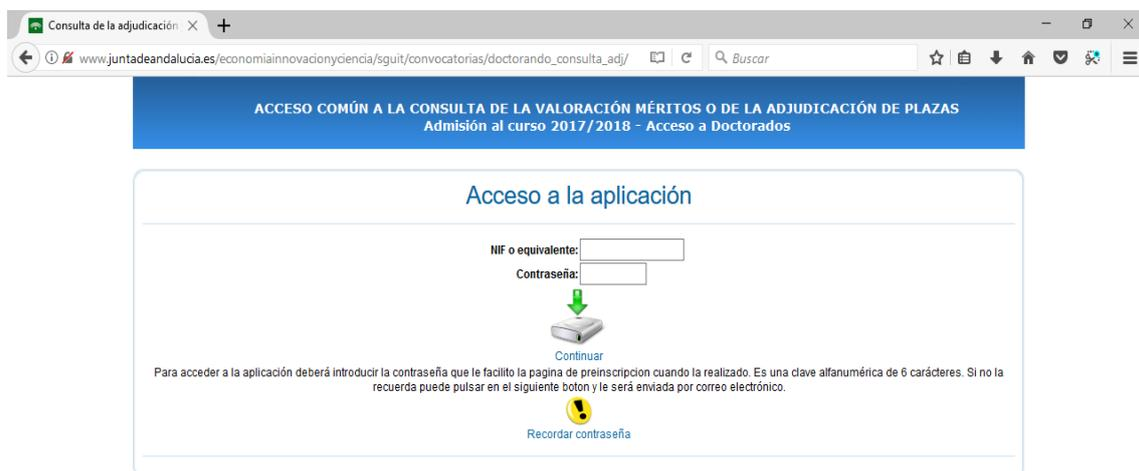 Consulta de la adjudicación
www.juntadeandalucia.es/economiainnovacionyciencia/sguit/convocatorias/doctorando_consulta_adj/
Buscar
ACCESO COMÚN A LA CONSULTA DE LA VALORACIÓN MÉRITOS O DE LA ADJUDICACIÓN DE PLAZAS
Admisión al curso 2017/2018 - Acceso a Doctorados
Acceso a la aplicación
NIF o equivalente:
Contraseña:
Continuar
Para acceder a la aplicación deberá introducir la contraseña que le facilito la pagina de preinscripcion cuando la realizado. Es una clave alfanumérica de 6 carácteres. Si no la
recuerda puede pulsar en el siguiente boton y le será enviada por correo electrónico.
Recordar contraseña